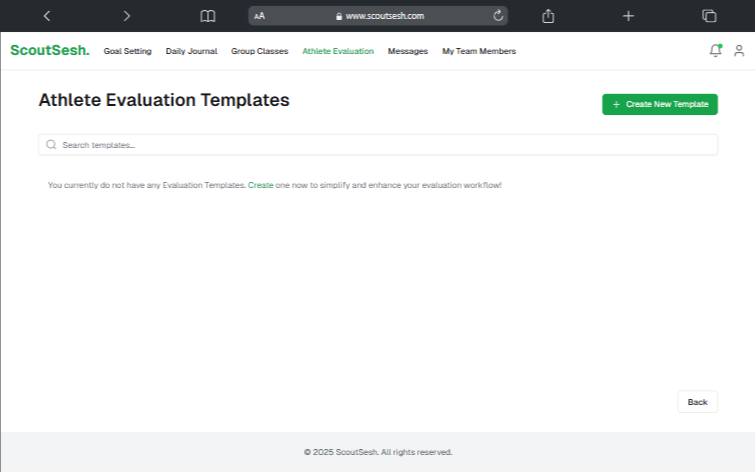 AA www.scoutsesh.com
ScoutSesh. Goal Setting Daily Journal Group Classes Athlete Evaluation Messages My Team Members
Athlete Evaluation Templates
+ Create New Template
Search templates...
You currently do not have any Evaluation Templates. Create one now to simplify and enhance your evaluation workflow!
Back
© 2025 ScoutSesh. All rights reserved.